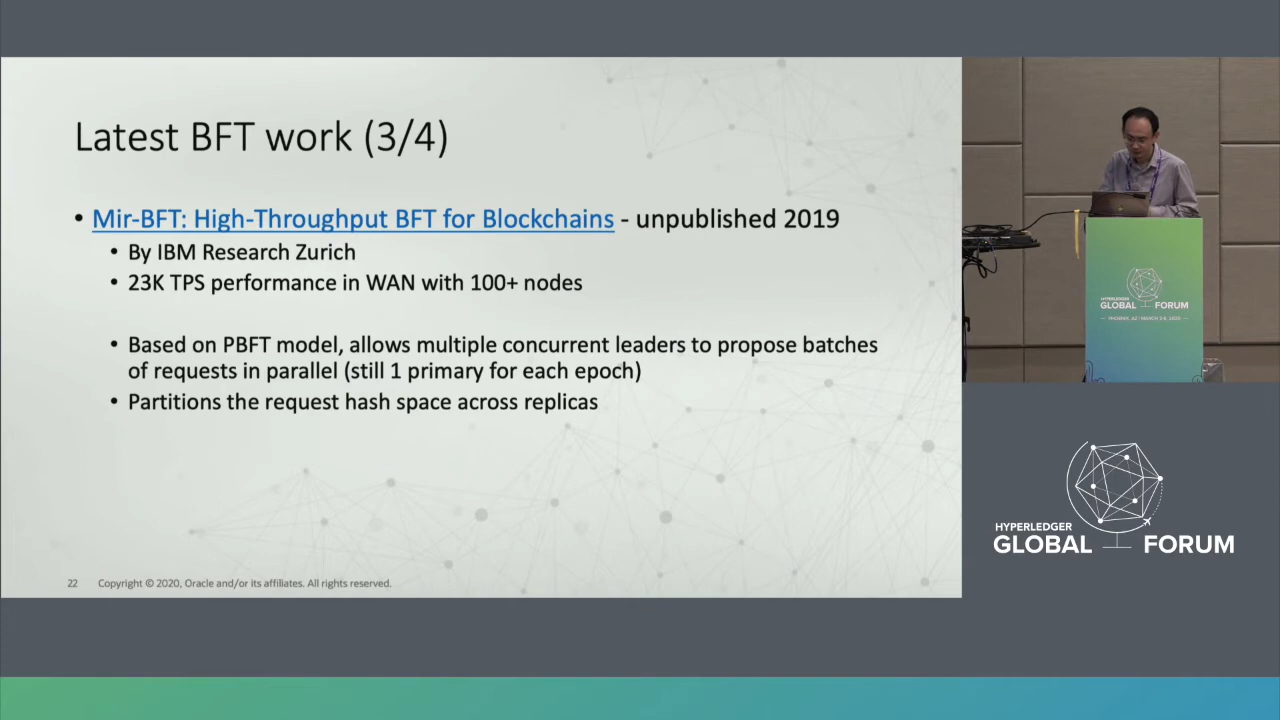 Latest BFT work (3/4)
• Mir-BFT: High-Throughput BFT for Blockchains - unpublished 2019
• By IBM Research Zurich
• 23K TPS performance in WAN with 100+ nodes
• Based on PBFT model, allows multiple concurrent leaders to propose batches
of requests in parallel (still 1 primary for each epoch)
• Partitions the request hash space across replicas
22 Copyright © 2020, Oracle and/or its affiliates. All rights reserved.
HYPERLEDGER
GLOBAL FORUM
HYPERLEDGER
GLOBAL FORUM